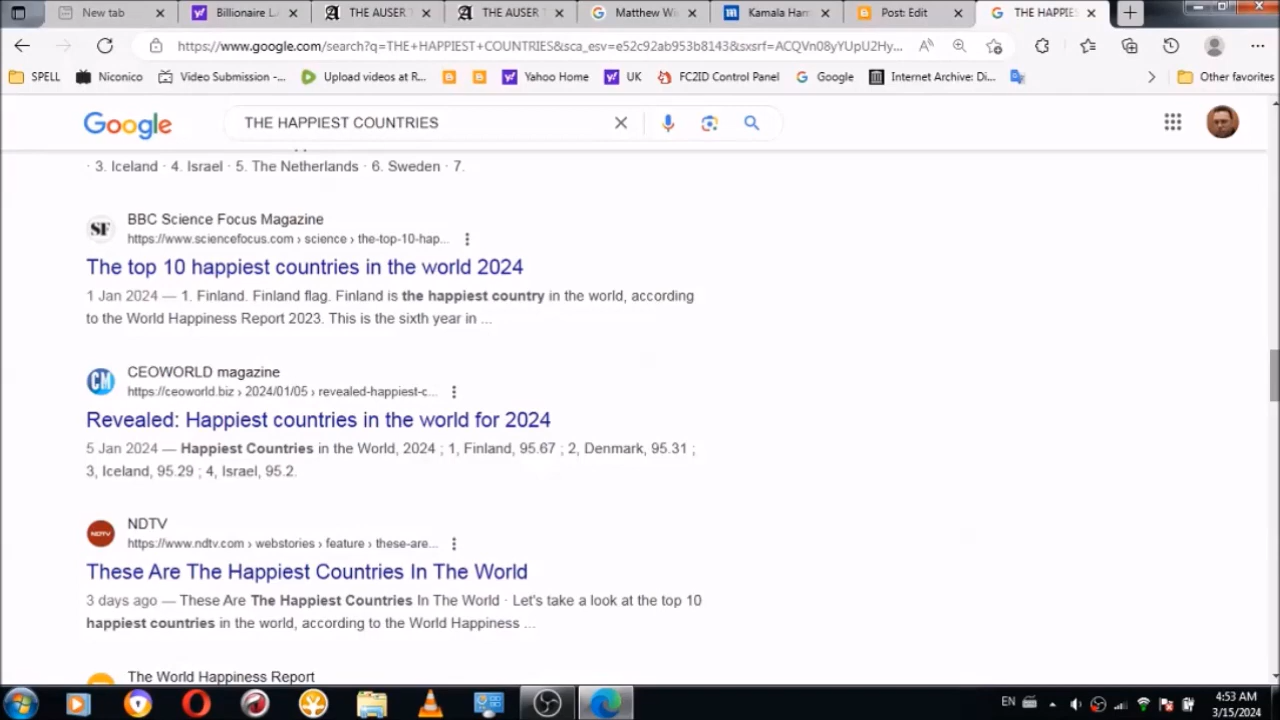 New tab
Billionaire L
THE AUSER
THE AUSER
Matthew Wi
Kamala Har
Post: Edit
THE HAPPIES
https://www.google.com/search?q=THE+HAPPIEST+COUNTRIES&sca_esv=e52c92ab953b8143&sxsrf=ACQVn08yYUpU2Hy...
SPELL
Niconico
Video Submission -...
Upload videos at R...
Yahoo Home
UK
FC2ID Control Panel
Google
Internet Archive: Di...
Other favorites
Google
THE HAPPIEST COUNTRIES
· 3. Iceland · 4. Israel · 5. The Netherlands · 6. Sweden · 7.
SF
BBC Science Focus Magazine
https://www.sciencefocus.com › science › the-top-10-hap...
The top 10 happiest countries in the world 2024
1 Jan 2024 — 1. Finland. Finland flag. Finland is the happiest country in the world, according
to the World Happiness Report 2023. This is the sixth year in ...
CM
CEOWORLD magazine
https://ceoworld.biz › 2024/01/05 › revealed-happiest-c...
Revealed: Happiest countries in the world for 2024
5 Jan 2024 — Happiest Countries in the World, 2024 ; 1, Finland, 95.67 ; 2, Denmark, 95.31 ;
3, Iceland, 95.29 ; 4, Israel, 95.2.
NDTV
NDTV
https://www.ndtv.com › webstories › feature › these-are...
These Are The Happiest Countries In The World
3 days ago — These Are The Happiest Countries In The World · Let's take a look at the top 10
happiest countries in the world, according to the World Happiness ...
The World Happiness Report
EN
4:53 AM
3/15/2024